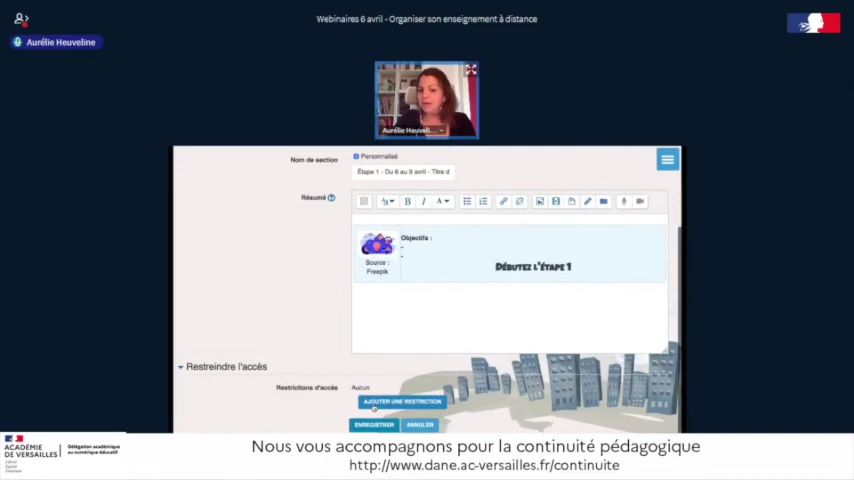 Webinaires 6 avril - Organiser son enseignement à distance
Aurélie Heuveline
Aurélie Heuveli...
Nom de section
Personnalisé
Étape 1 - Du 6 au 9 avril - Titre d
Résumé
B I A
Objectifs :
-
-
Source :
Freepik
Débutez l'étape 1
Restreindre l'accès
Restrictions d'accès
Aucun
AJOUTER UNE RESTRICTION
ENREGISTRER
ANNULER
ACADÉMIE
DE VERSAILLES
Liberté
Égalité
Fraternité
Délégation académique
au numérique éducatif
Nous vous accompagnons pour la continuité pédagogique
http://www.dane.ac-versailles.fr/continuite